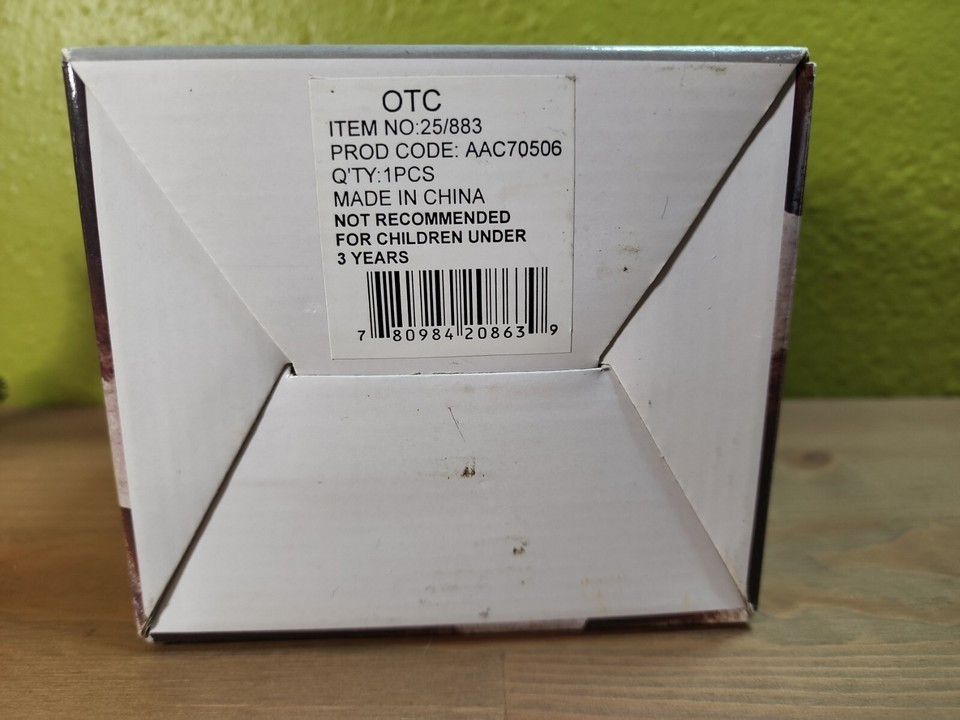 OTC
ITEM NO:25/883
PROD CODE: AAC70506
Q'TY:1PCS
MADE IN CHINA
NOT RECOMMENDED
FOR CHILDREN UNDER
3 YEARS
7 80984 20863 9